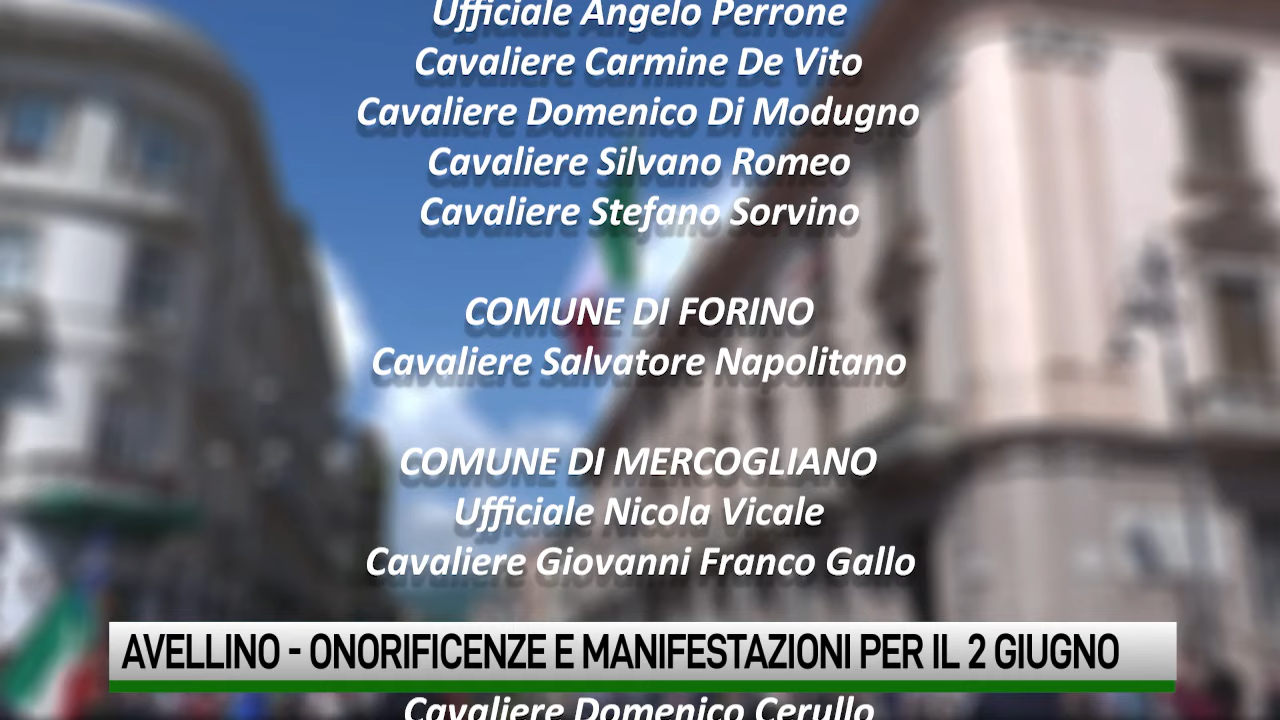 Ufficiale Angelo Perrone
Cavaliere Carmine De Vito
Cavaliere Domenico Di Modugno
Cavaliere Silvano Romeo
Cavaliere Stefano Sorvino
COMUNE DI FORINO
Cavaliere Salvatore Napolitano
COMUNE DI MERCOGLIANO
Ufficiale Nicola Vicale
Cavaliere Giovanni Franco Gallo
AVELLINO - ONORIFICENZE E MANIFESTAZIONI PER IL 2 GIUGNO
Cavaliere Domenico Cerullo